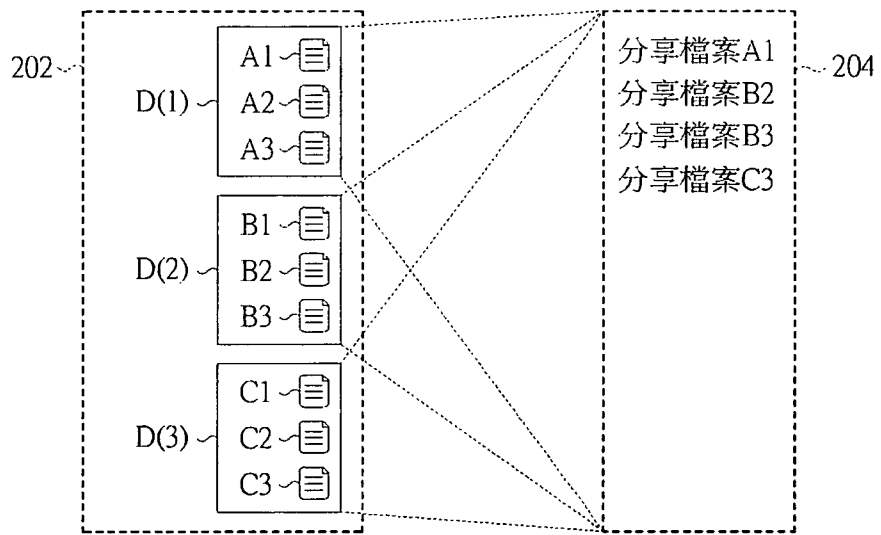 202
D(1)
A1
A2
A3
D(2)
B1
B2
B3
D(3)
C1
C2
C3
分享檔案A1
分享檔案B2
分享檔案B3
分享檔案C3
204